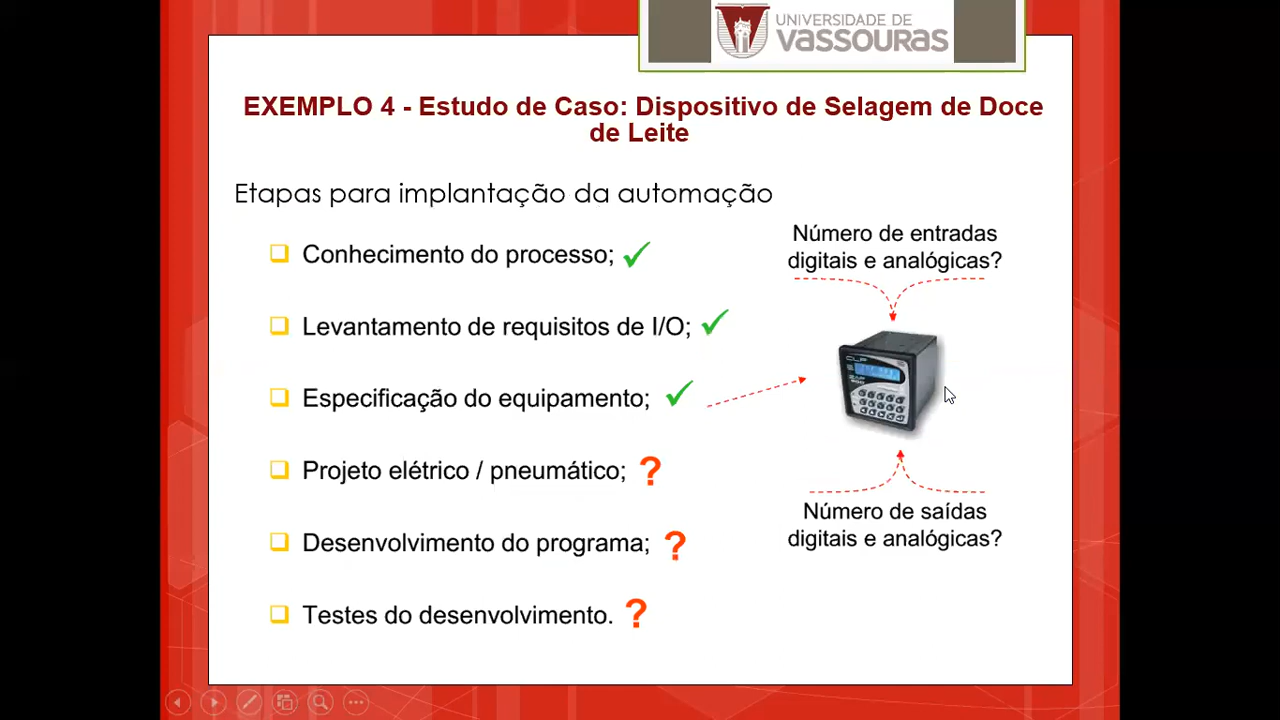 UNIVERSIDADE DE
VASSOURAS
EXEMPLO 4 - Estudo de Caso: Dispositivo de Selagem de Doce
de Leite
Etapas para implantação da automação
Número de entradas
digitais e analógicas?
Conhecimento do processo;
Levantamento de requisitos de I/O;
CLP
Especificação do equipamento;
Projeto elétrico / pneumático; ?
Número de saídas
digitais e analógicas?
Desenvolvimento do programa; ?
Testes do desenvolvimento. ?